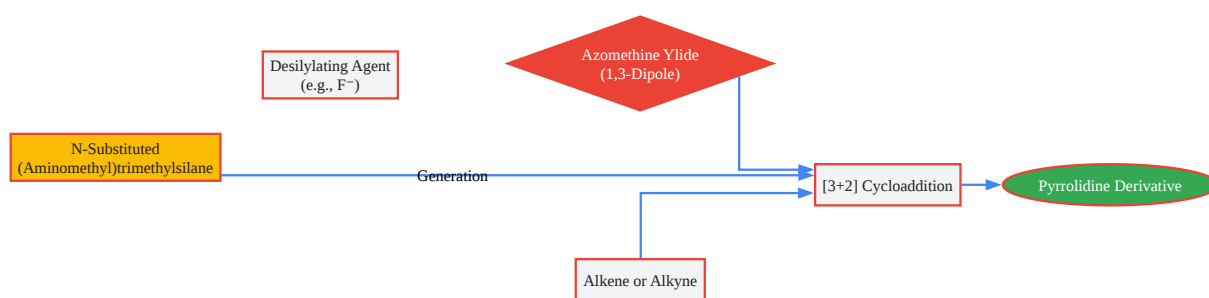 Desilylating Agent
(e.g., F⁻)
Azomethine Ylide
(1,3-Dipole)
N-Substituted
(Aminomethyl)trimethylsilane
Generation
[3+2] Cycloaddition
Pyrrolidine Derivative
Alkene or Alkyne